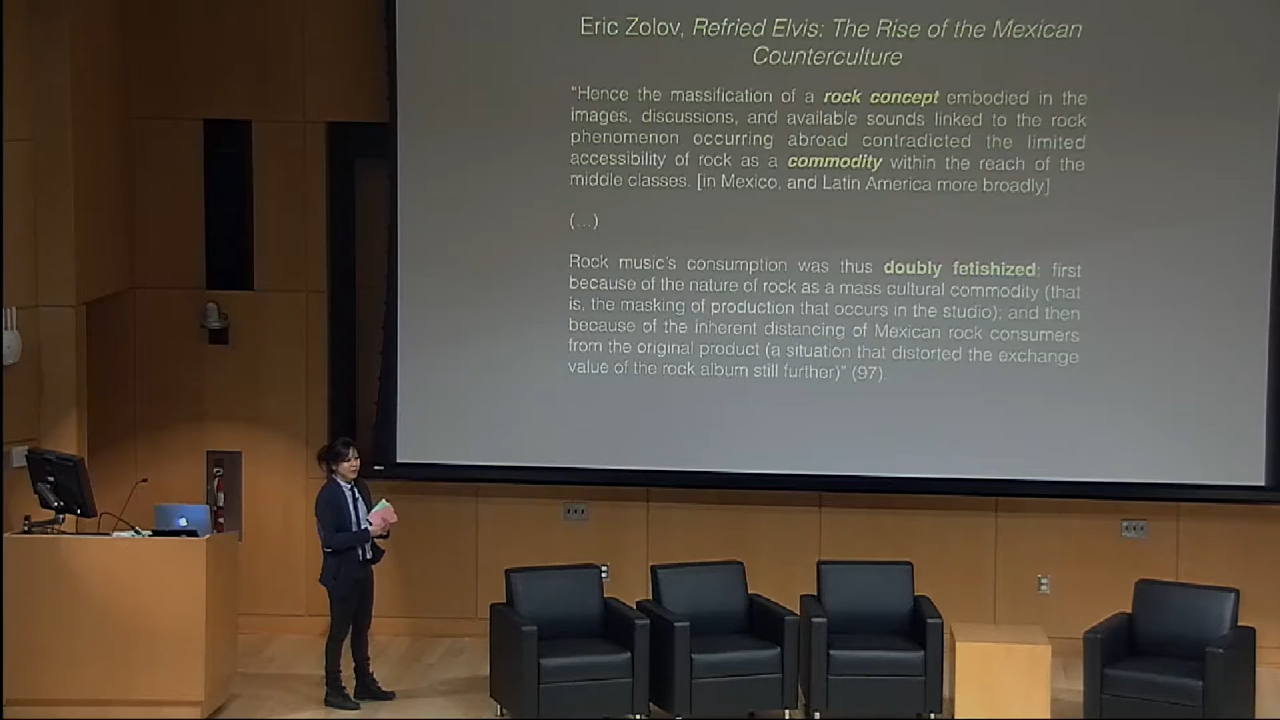 Eric Zolov, Refried Elvis: The Rise of the Mexican
Counterculture
"Hence the massification of a rock concept embodied in the
images, discussions, and available sounds linked to the rock
phenomenon occurring abroad contradicted the limited
accessibility of rock as a commodity within the reach of the
middle classes. [in Mexico, and Latin America more broadly]
(...)
Rock music's consumption was thus doubly fetishized: first
because of the nature of rock as a mass cultural commodity (that
is, the masking of production that occurs in the studio); and then
because of the inherent distancing of Mexican rock consumers
from the original product (a situation that distorted the exchange
value of the rock album still further)" (97).